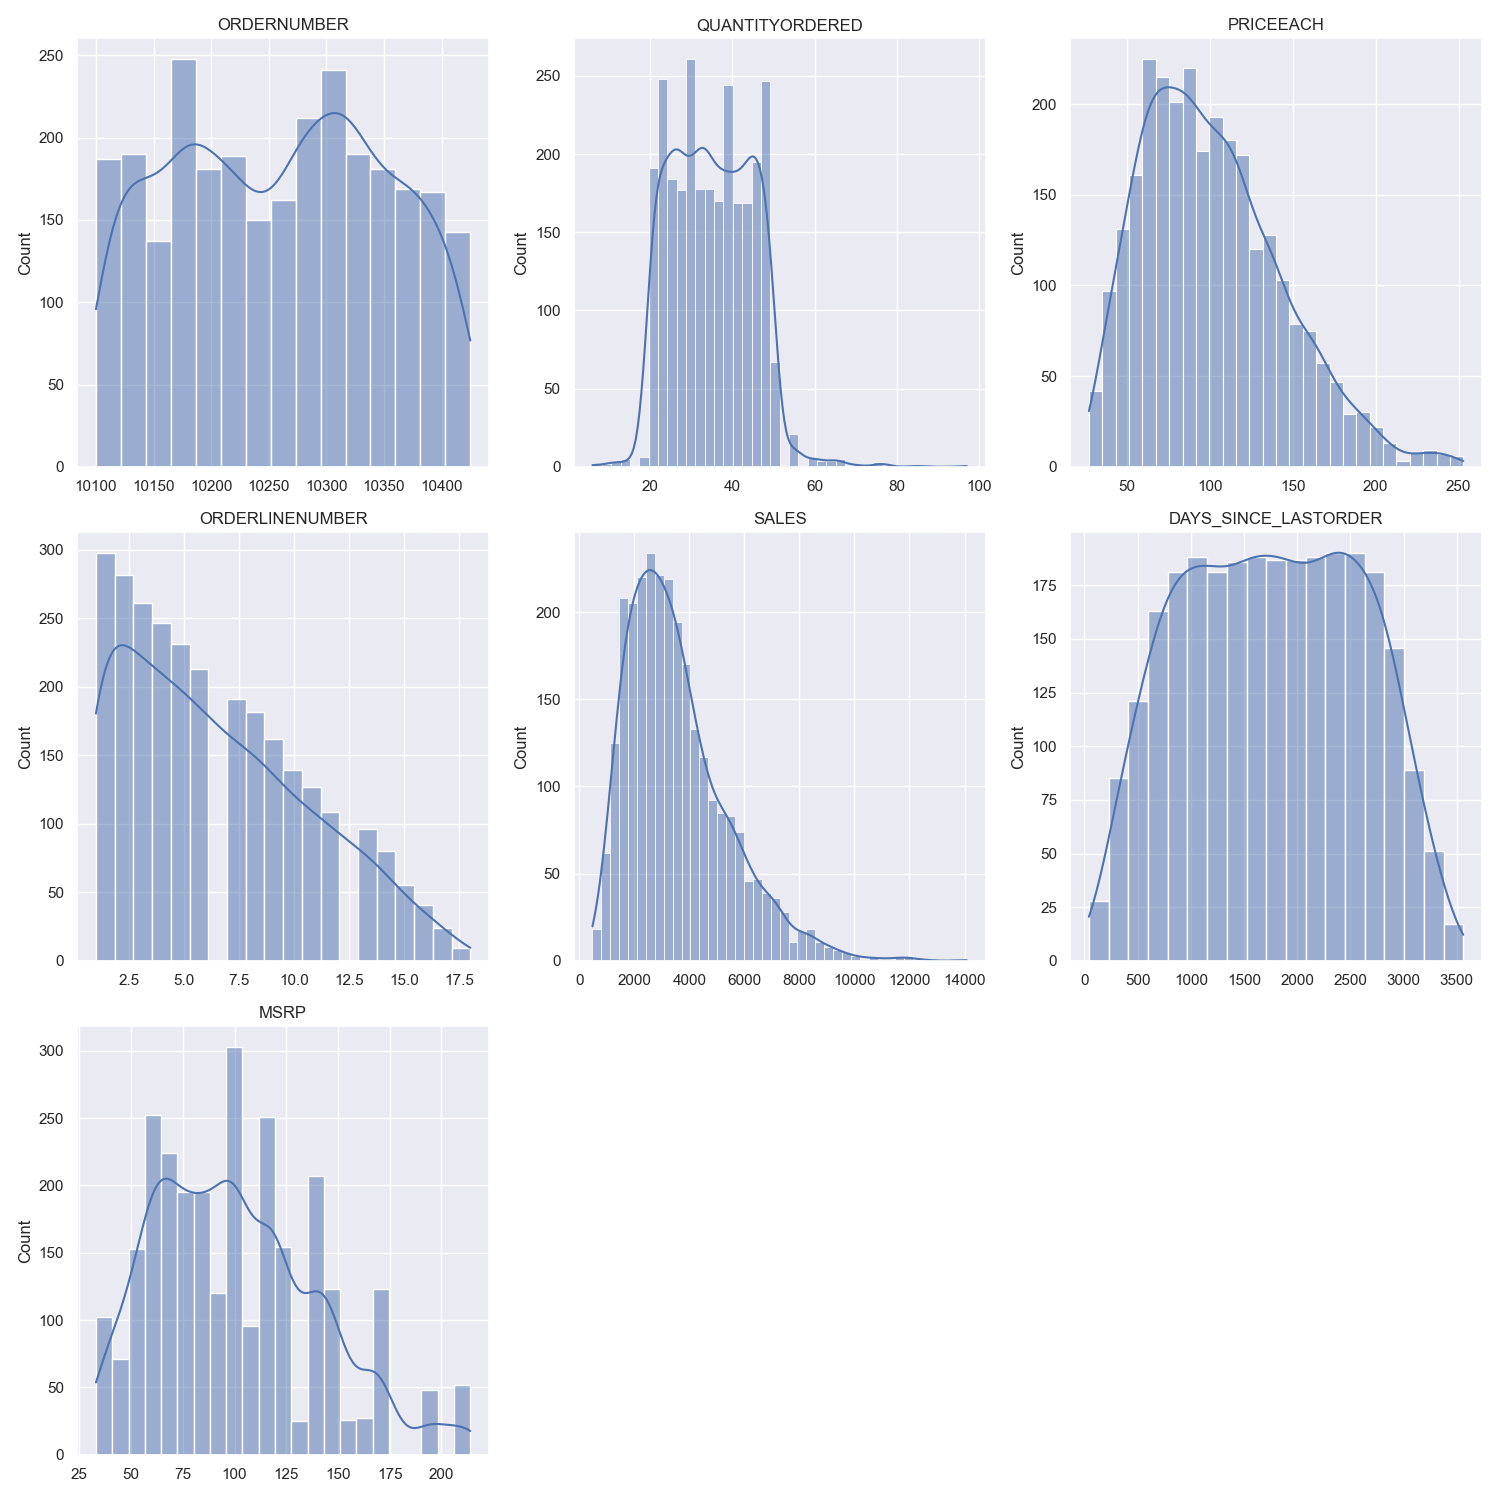 ORDERNUMBER
QUANTITYORDERED
PRICEEACH
250
200
150
100
50
0
Count
10100 10150 10200 10250 10300 10350 10400
250
200
150
100
50
0
Count
20 40 60 80 100
200
150
100
50
0
Count
50 100 150 200 250
ORDERLINENUMBER
SALES
DAYS_SINCE_LASTORDER
300
250
200
150
100
50
0
Count
2.5 5.0 7.5 10.0 12.5 15.0 17.5
200
150
100
50
0
Count
0 2000 4000 6000 8000 10000 12000 14000
175
150
125
100
75
50
25
0
Count
0 500 1000 1500 2000 2500 3000 3500
MSRP
300
250
200
150
100
50
0
Count
25 50 75 100 125 150 175 200